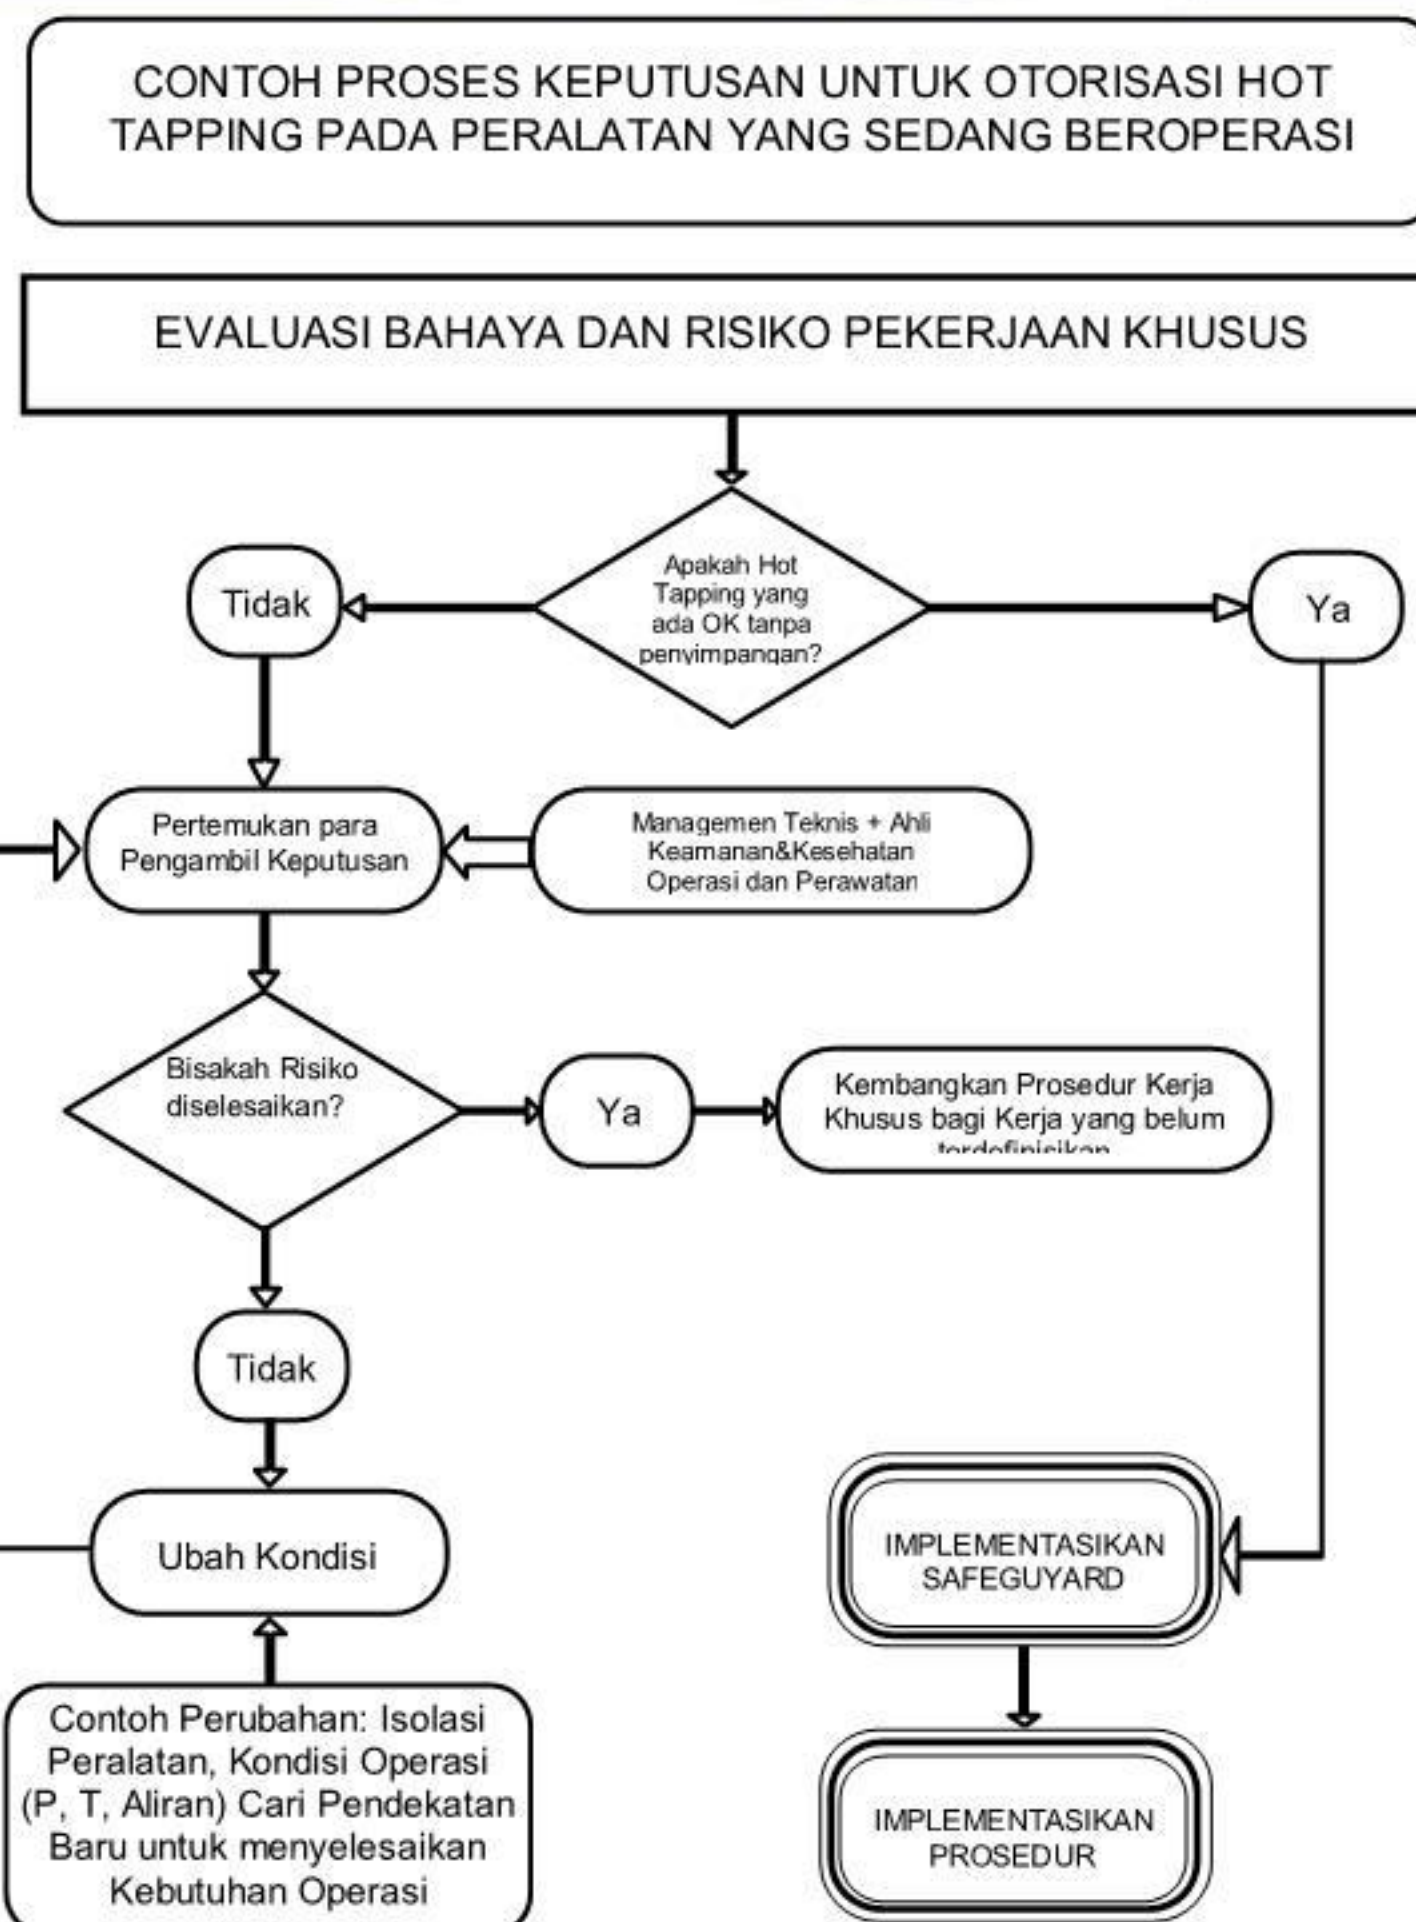 CONTOH PROSES KEPUTUSAN UNTUK OTORISASI HOT
TAPPING PADA PERALATAN YANG SEDANG BEROPERASI
EVALUASI BAHAYA DAN RISIKO PEKERJAAN KHUSUS
Apakah Hot
Tapping yang
ada OK tanpa
penyimpangan?
Tidak
Ya
Pertemukan para
Pengambil Keputusan
Managemen Teknis + Ahli
Keamanan&Kesehatan
Operasi dan Perawatan
Bisakah Risiko
diselesaikan?
Ya
Kembangkan Prosedur Kerja
Khusus bagi Kerja yang belum
terdefinisikan
Tidak
Ubah Kondisi
IMPLEMENTASIKAN
SAFEGUYARD
Contoh Perubahan: Isolasi
Peralatan, Kondisi Operasi
(P, T, Aliran) Cari Pendekatan
Baru untuk menyelesaikan
Kebutuhan Operasi
IMPLEMENTASIKAN
PROSEDUR